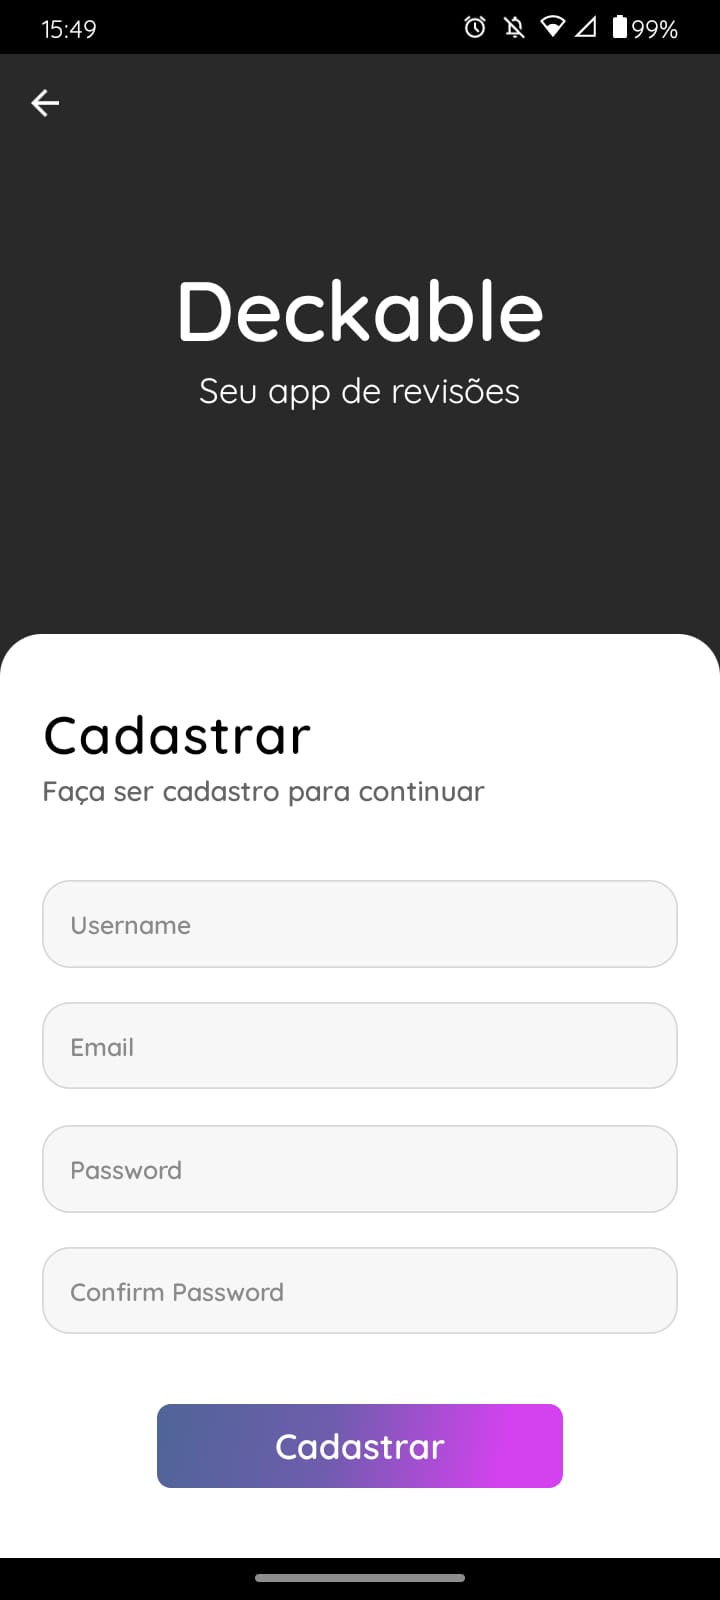 15:49
99%
Deckable
Seu app de revisões
Cadastrar
Faça ser cadastro para continuar
Username
Email
Password
Confirm Password
Cadastrar